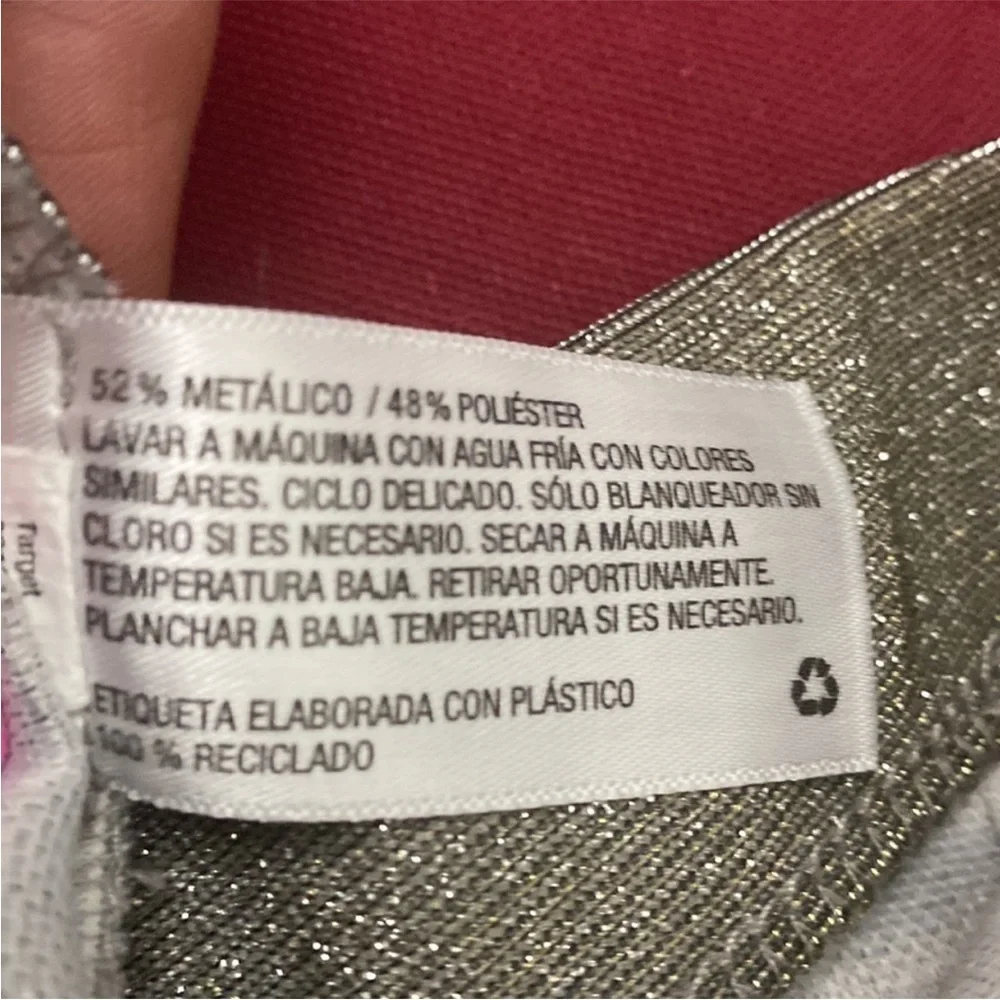 52 % METÁLICO / 48% POLIÉSTER
LAVAR A MÁQUINA CON AGUA FRÍA CON COLORES
SIMILARES. CICLO DELICADO. SÓLO BLANQUEADOR SIN
CLORO SI ES NECESARIO. SECAR A MÁQUINA A
TEMPERATURA BAJA. RETIRAR OPORTUNAMENTE.
PLANCHAR A BAJA TEMPERATURA SI ES NECESARIO.
ETIQUETA ELABORADA CON PLÁSTICO
100 % RECICLADO
Target